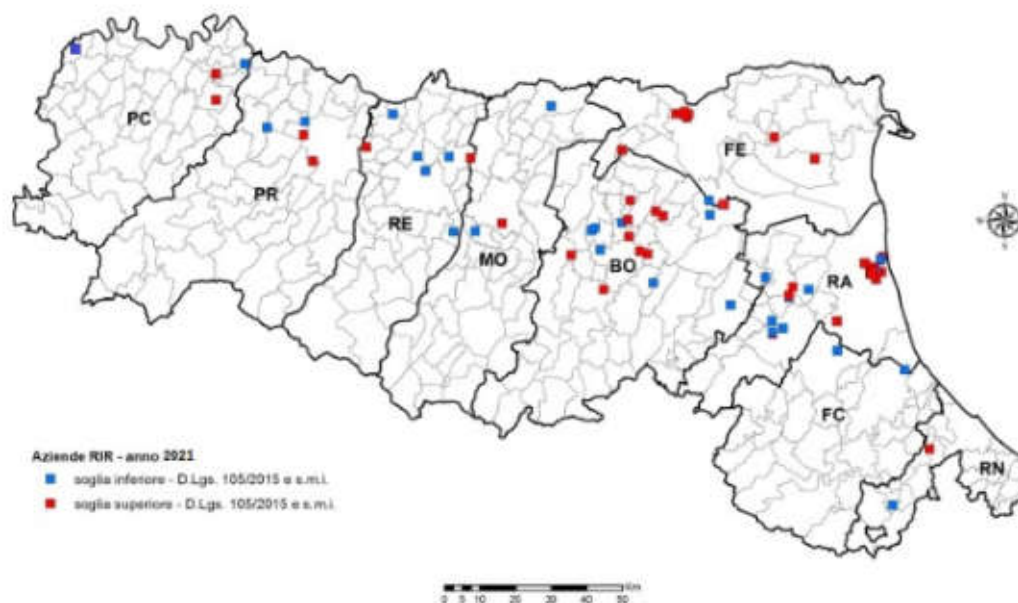 PC
PR
RE
MO
BO
FE
RA
FC
RN
Aziende RIR - anno 2021
soglia inferiore - D.Lgs. 105/2015 e s.m.i.
soglia superiore - D.Lgs. 105/2015 e s.m.i.
0 5 10 20 30 40 50 Km